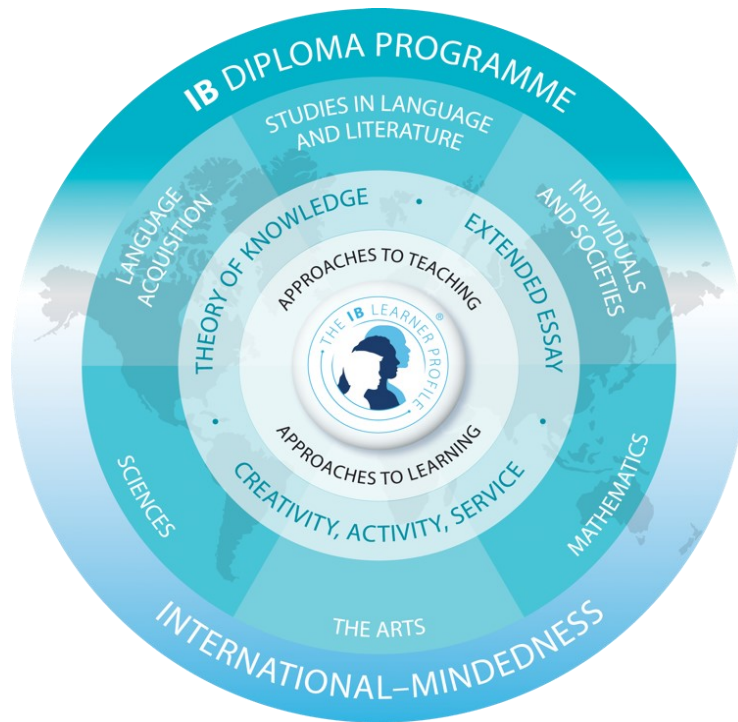 IB DIPLOMA PROGRAMME
STUDIES IN LANGUAGE
AND LITERATURE
LANGUAGE
ACQUISITION
INDIVIDUALS
AND SOCIETIES
THEORY OF KNOWLEDGE
•
EXTENDED ESSAY
APPROACHES TO TEACHING
THE IB LEARNER PROFILE
®
APPROACHES TO LEARNING
•
CREATIVITY, ACTIVITY, SERVICE
•
SCIENCES
MATHEMATICS
THE ARTS
INTERNATIONAL–MINDEDNESS